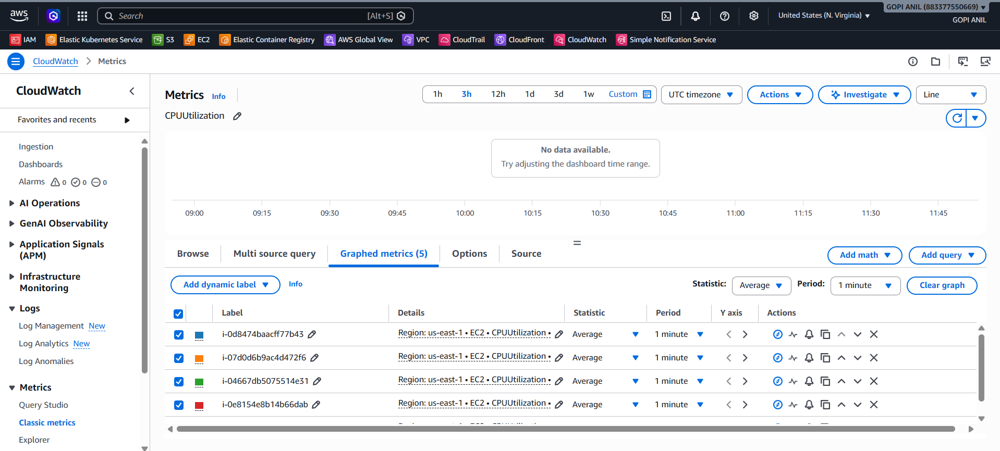 GOPI ANIL (883377550669)
aws
Search
[Alt+S]
United States (N. Virginia)
GOPI ANIL
IAM
Elastic Kubernetes Service
S3
EC2
Elastic Container Registry
AWS Global View
VPC
CloudTrail
CloudFront
CloudWatch
Simple Notification Service
CloudWatch
Metrics
CloudWatch
Favorites and recents
Ingestion
Dashboards
Alarms 0 0 0
AI Operations
GenAI Observability
Application Signals
(APM)
Infrastructure
Monitoring
Logs
Log Management New
Log Analytics New
Log Anomalies
Metrics
Query Studio
Classic metrics
Explorer
Metrics Info
1h 3h 12h 1d 3d 1w Custom
UTC timezone
Actions
Investigate
Line
CPUUtilization
No data available.
Try adjusting the dashboard time range.
09:00 09:15 09:30 09:45 10:00 10:15 10:30 10:45 11:00 11:15 11:30 11:45
Browse
Multi source query
Graphed metrics (5)
Options
Source
Add math
Add query
Add dynamic label
Info
Statistic: Average
Period: 1 minute
Clear graph
Label Details Statistic Period Y axis Actions
i-0d8474baacff77b43 Region: us-east-1 • EC2 • CPUUtilization • Average 1 minute
i-07d0d6b9ac4d472f6 Region: us-east-1 • EC2 • CPUUtilization • Average 1 minute
i-04667db5075514e31 Region: us-east-1 • EC2 • CPUUtilization • Average 1 minute
i-0e8154e8b14b66dab Region: us-east-1 • EC2 • CPUUtilization • Average 1 minute